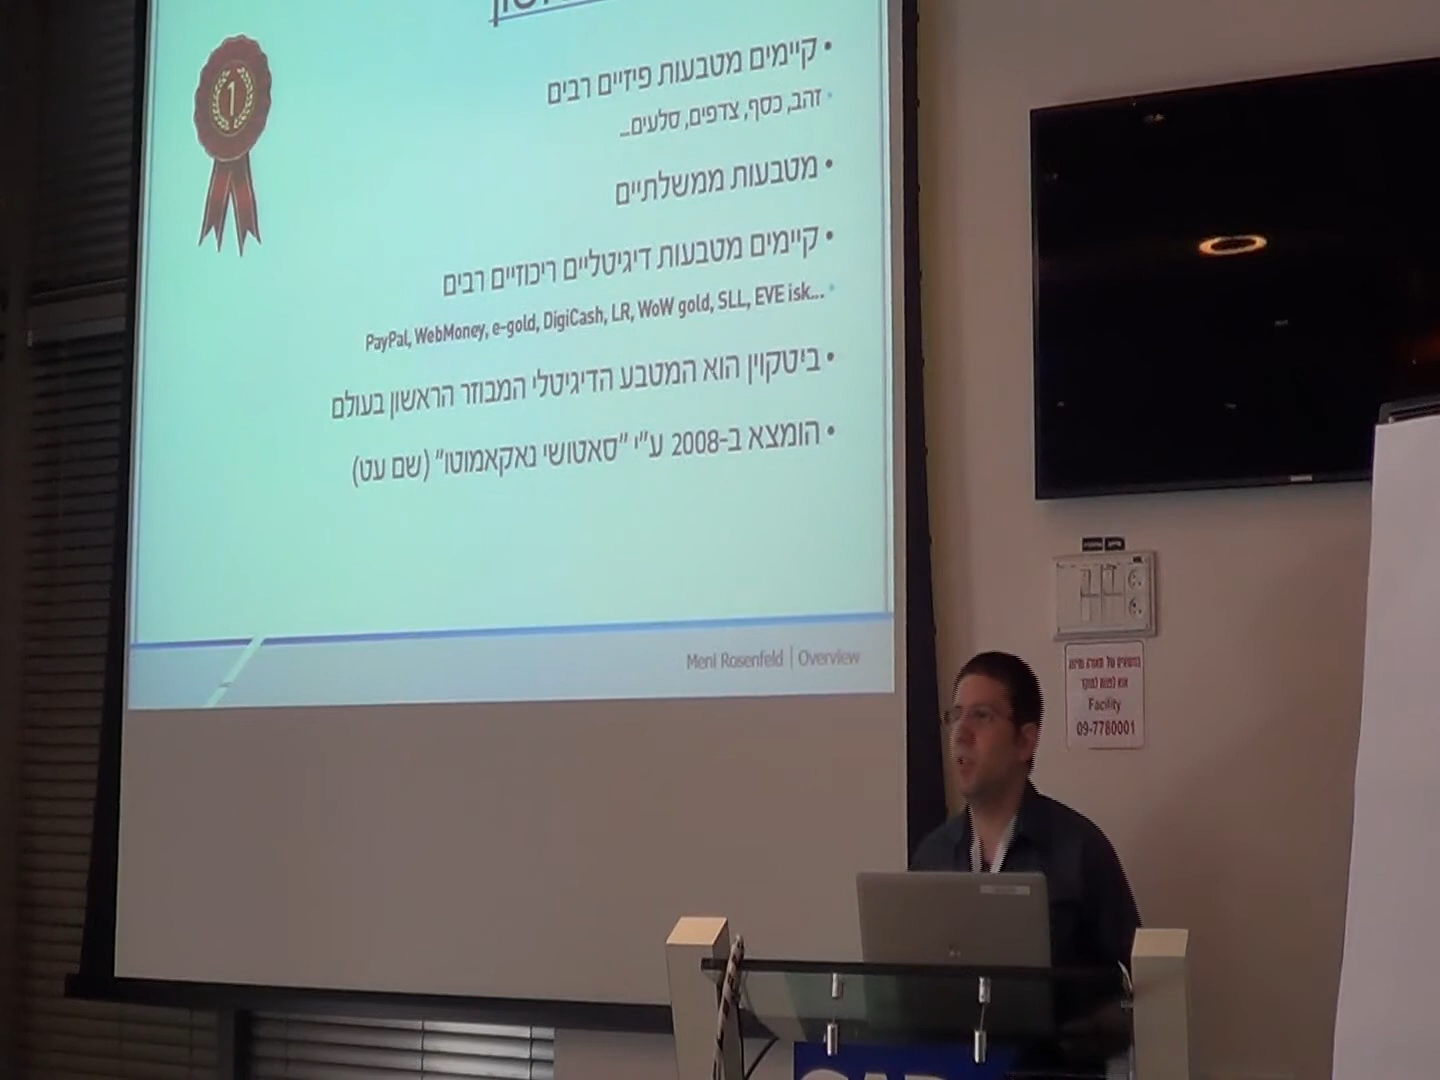 • קיימים מטבעות פיזיים רבים
• זהב, כסף, צדפים, סלעים...
• מטבעות ממשלתיים
• קיימים מטבעות דיגיטליים ריכוזיים רבים
• PayPal, WebMoney, e-gold, DigiCash, LR, WoW gold, SLL, EVE isk...
• ביטקוין הוא המטבע הדיגיטלי המבוזר הראשון בעולם
• הומצא ב-2008 ע"י "סאטושי נאקאמוטו" (שם עט)
1
Meni Rosenfeld | Overview
Facility
09-7780001